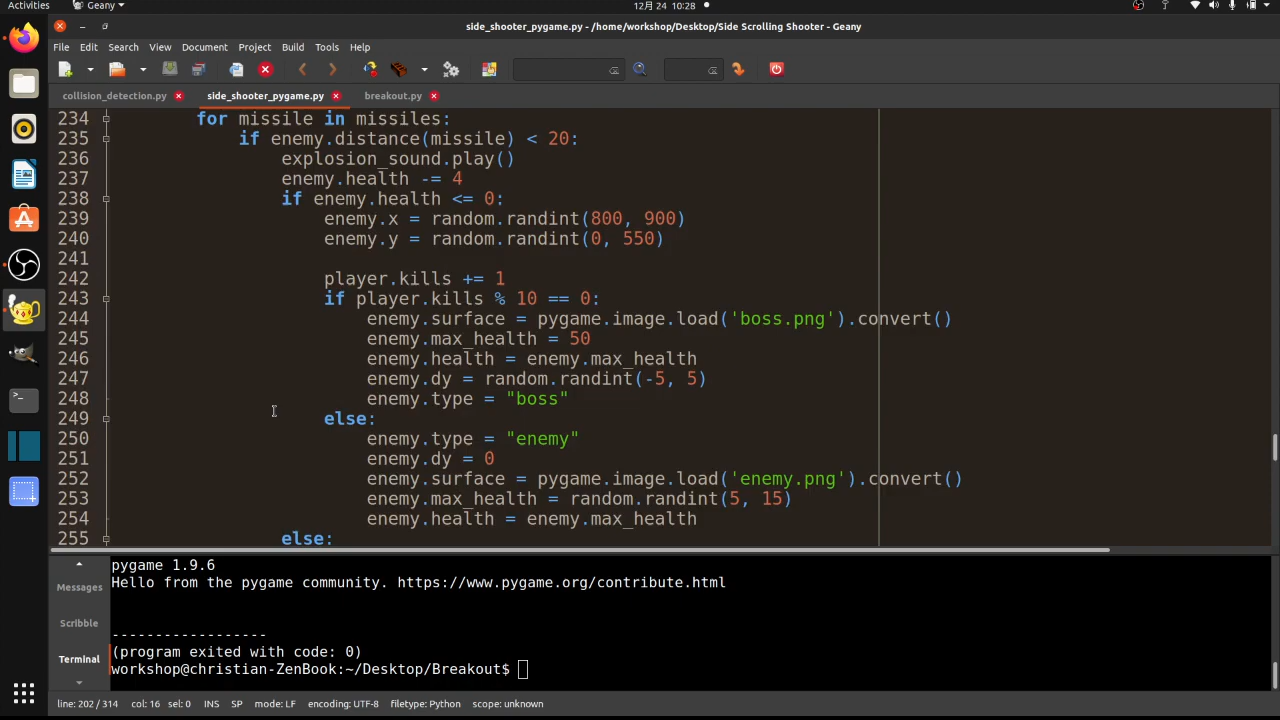 Activities
Geany
12月 24 10:28
side_shooter_pygame.py - /home/workshop/Desktop/Side Scrolling Shooter - Geany
File Edit Search View Document Project Build Tools Help
collision_detection.py side_shooter_pygame.py breakout.py
234 for missile in missiles:
235 if enemy.distance(missile) < 20:
236 explosion_sound.play()
237 enemy.health -= 4
238 if enemy.health <= 0:
239 enemy.x = random.randint(800, 900)
240 enemy.y = random.randint(0, 550)
241
242 player.kills += 1
243 if player.kills % 10 == 0:
244 enemy.surface = pygame.image.load('boss.png').convert()
245 enemy.max_health = 50
246 enemy.health = enemy.max_health
247 enemy.dy = random.randint(-5, 5)
248 enemy.type = "boss"
249 else:
250 enemy.type = "enemy"
251 enemy.dy = 0
252 enemy.surface = pygame.image.load('enemy.png').convert()
253 enemy.max_health = random.randint(5, 15)
254 enemy.health = enemy.max_health
255 else:
Messages
Scribble
Terminal
pygame 1.9.6
Hello from the pygame community. https://www.pygame.org/contribute.html
------------------
(program exited with code: 0)
workshop@christian-ZenBook:~/Desktop/Breakout$
line: 202 / 314 col: 16 sel: 0 INS SP mode: LF encoding: UTF-8 filetype: Python scope: unknown